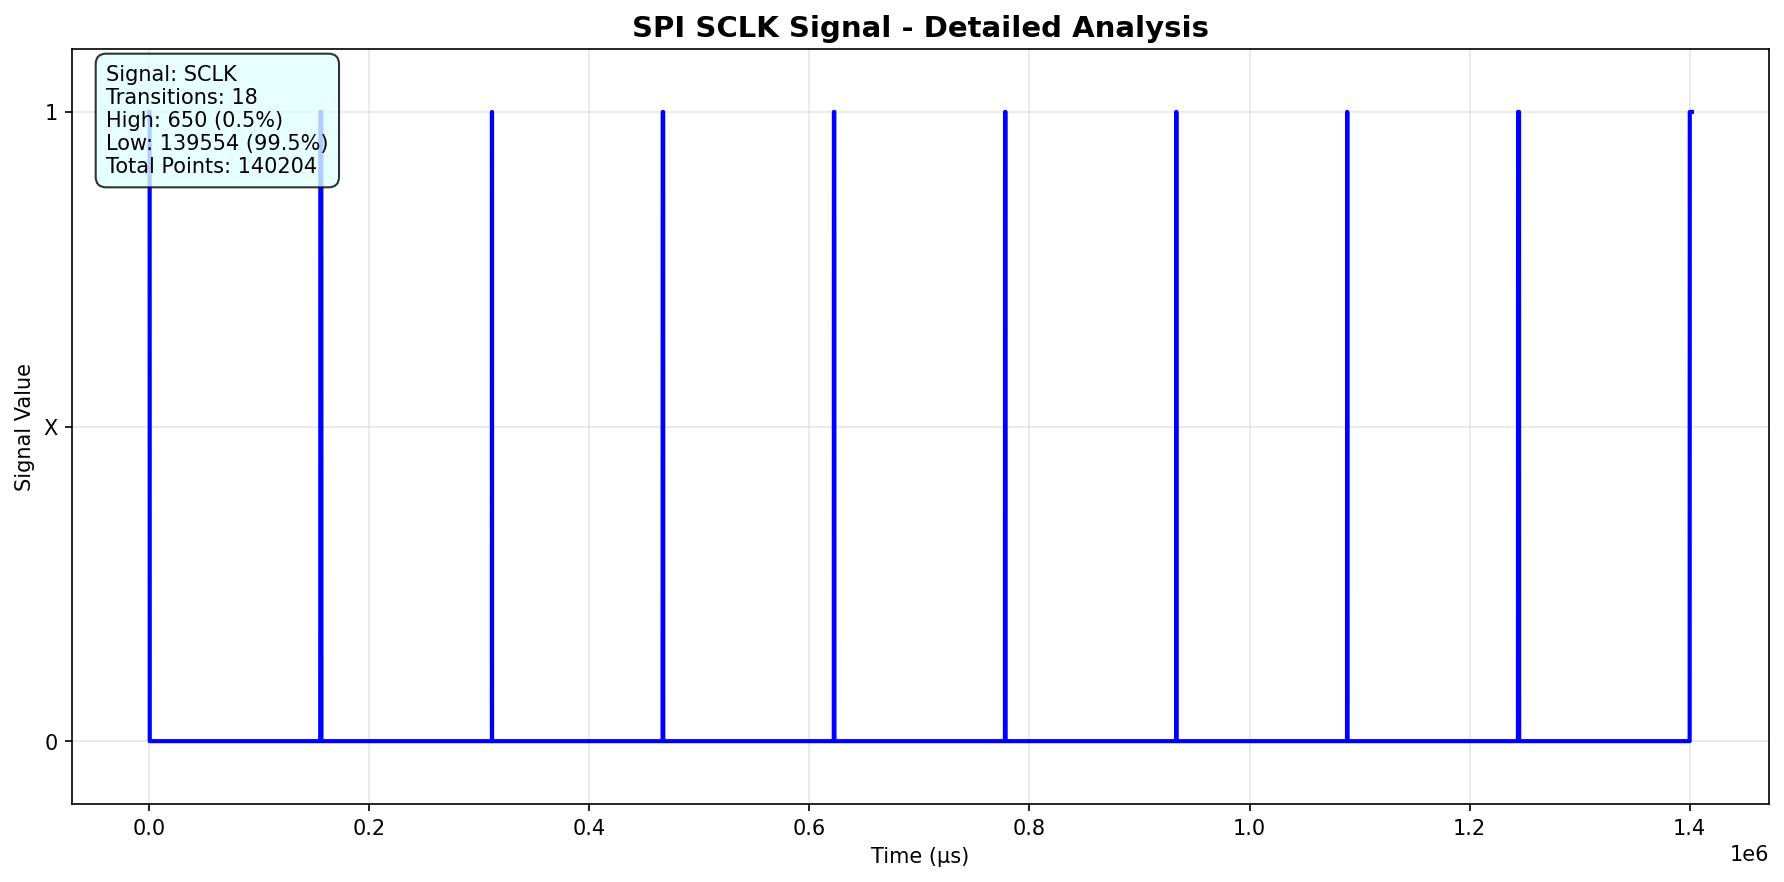 SPI SCLK Signal - Detailed Analysis
Signal: SCLK
Transitions: 18
High: 650 (0.5%)
Low: 139554 (99.5%)
Total Points: 140204
1
X
0
Signal Value
0.0 0.2 0.4 0.6 0.8 1.0 1.2 1.4
Time (μs)
1e6